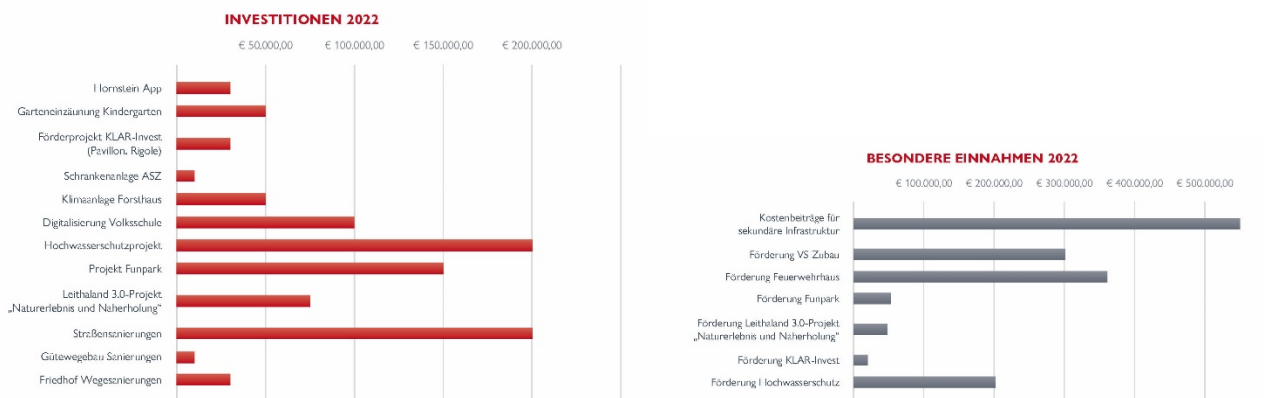 INVESTITIONEN 2022
€ 50.000,00 € 100.000,00 € 150.000,00 € 200.000,00
Hornstein App
Garteneinzäunung Kindergarten
Förderprojekt KLAR-Invest
(Pavillon, Rigole)
Schrankenanlage ASZ
Klimaanlage Forsthaus
Digitalisierung Volksschule
Hochwasserschutzprojekt
Projekt Funpark
Leithaland 3.0-Projekt
„Naturerlebnis und Naherholung“
Straßensanierungen
Gütewegebau Sanierungen
Friedhof Wegesanierungen
BESONDERE EINNAHMEN 2022
€ 100.000,00 € 200.000,00 € 300.000,00 € 400.000,00 € 500.000,00
Kostenbeiträge für
sekundäre Infrastruktur
Förderung VS Zubau
Förderung Feuerwehrhaus
Förderung Funpark
Förderung Leithaland 3.0-Projekt
„Naturerlebnis und Naherholung“
Förderung KLAR-Invest
Förderung Hochwasserschutz